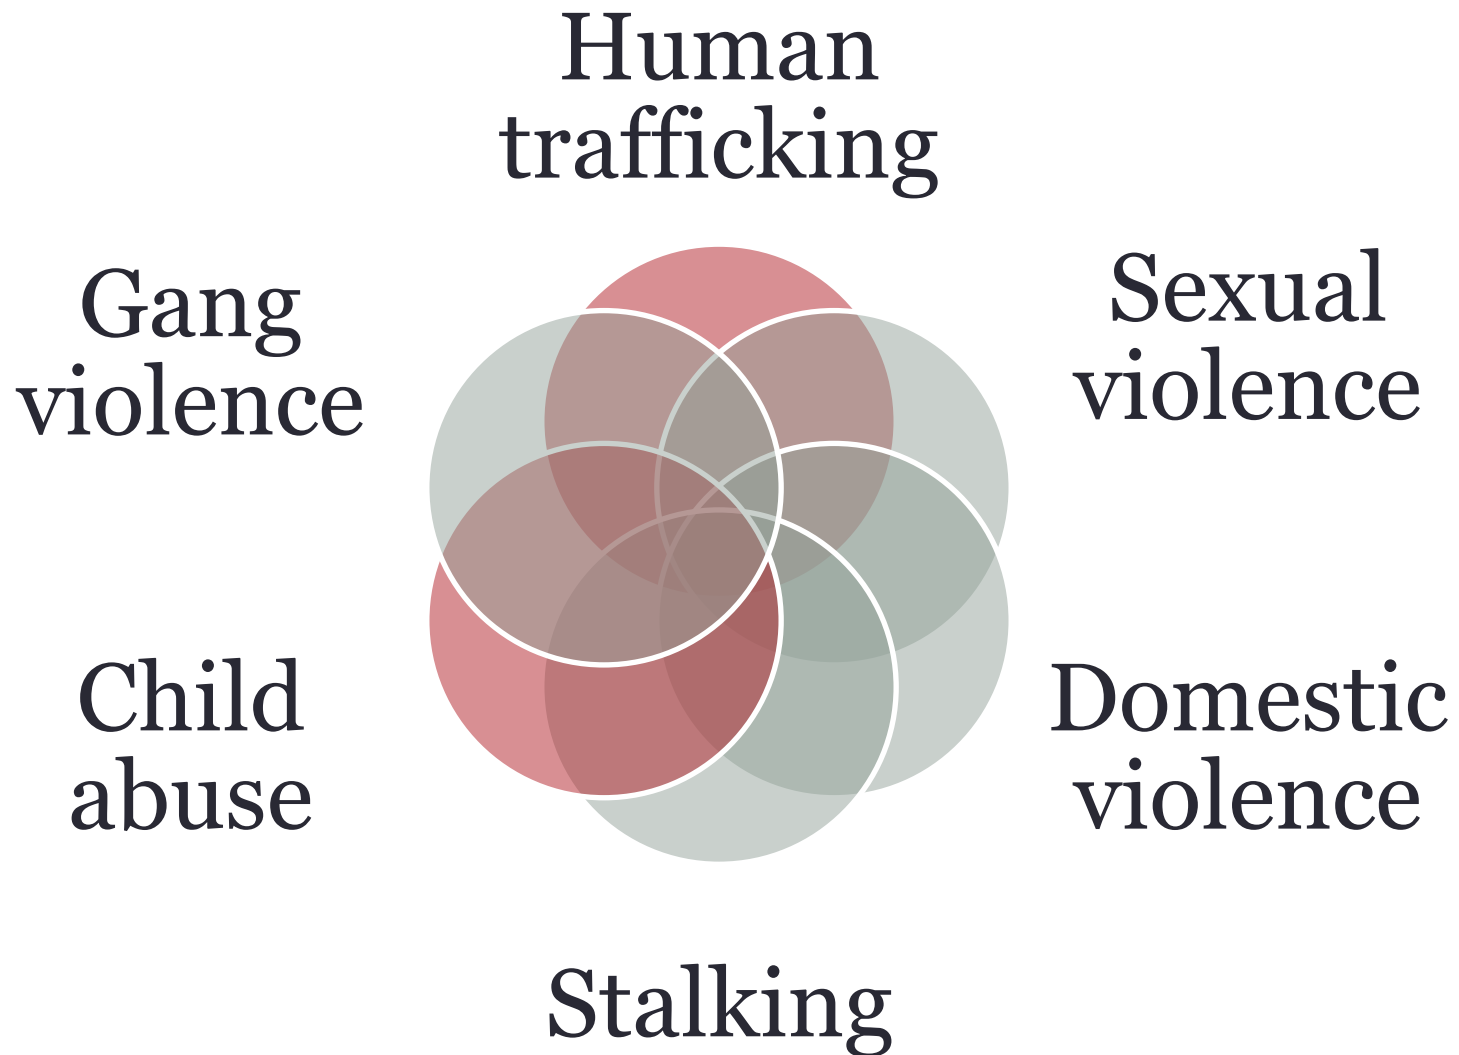 Human
trafficking
Sexual
violence
Domestic
violence
Stalking
Child
abuse
Gang
violence